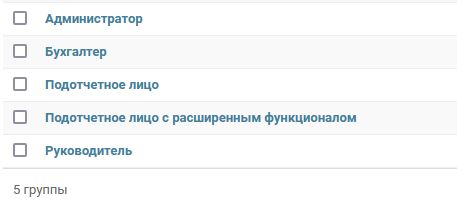 Администратор
Бухгалтер
Подотчетное лицо
Подотчетное лицо с расширенным функционалом
Руководитель
5 группы